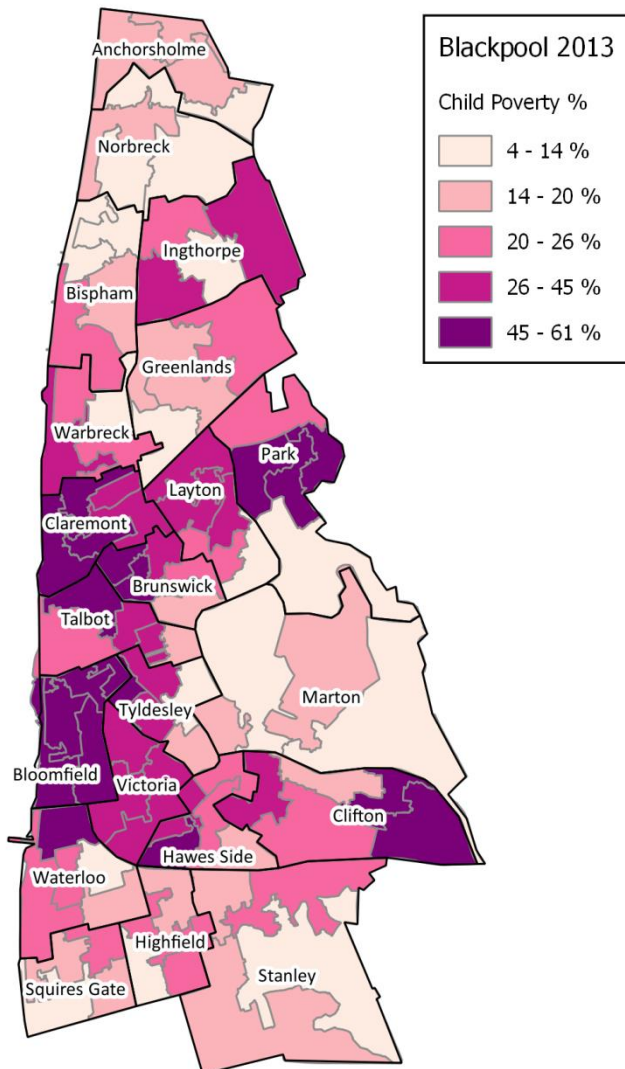 Blackpool 2013
Child Poverty %
4 - 14 %
14 - 20 %
20 - 26 %
26 - 45 %
45 - 61 %
Anchorsholme
Norbreck
Ingthorpe
Bispham
Greenlands
Warbreck
Park
Layton
Claremont
Brunswick
Talbot
Marton
Tyldesley
Bloomfield
Victoria
Clifton
Hawes Side
Waterloo
Highfield
Stanley
Squires Gate